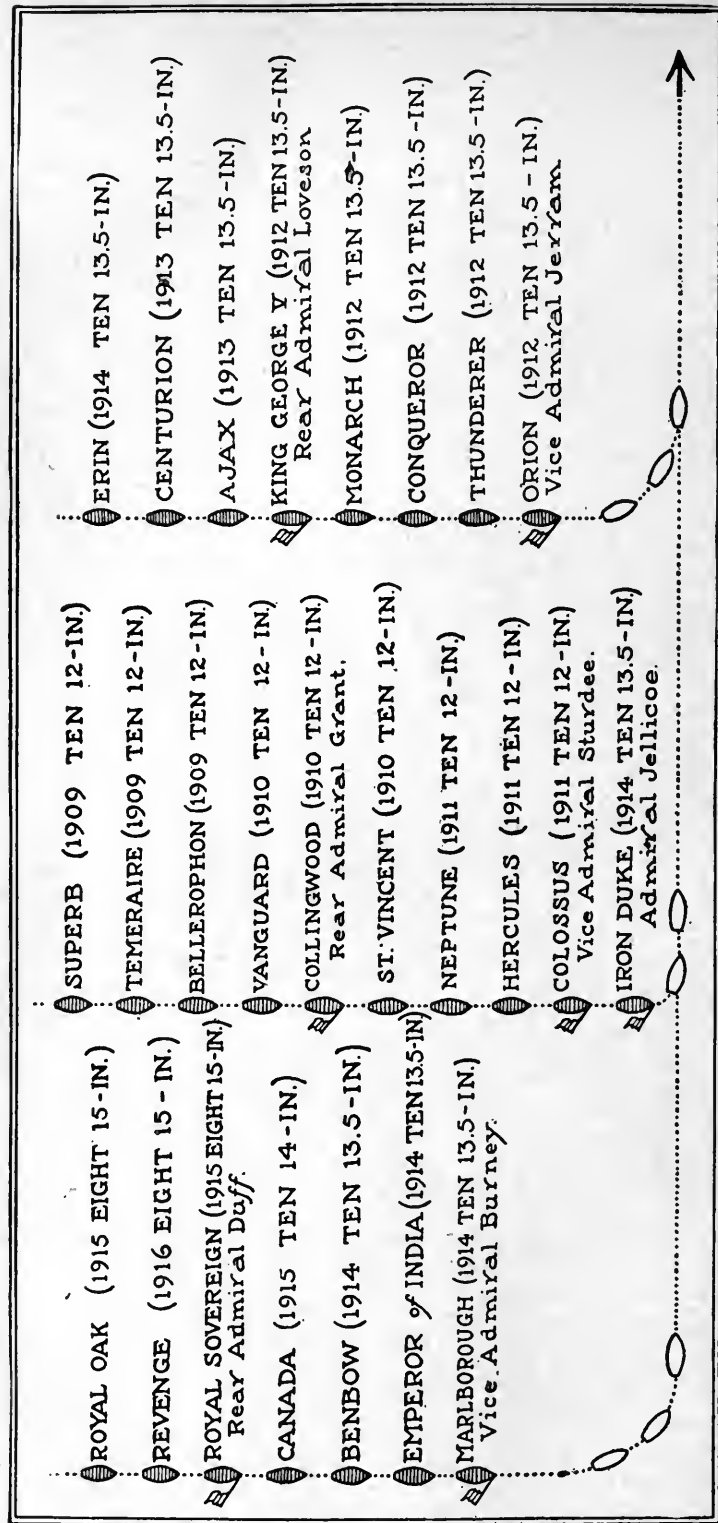 ROYAL OAK (1915 EIGHT 15-IN.)
REVENGE (1916 EIGHT 15-IN.)
ROYAL SOVEREIGN (1915 EIGHT 15-IN.)
Rear Admiral Duff.
CANADA (1915 TEN 14-IN.)
BENBOW (1914 TEN 13.5-IN.)
EMPEROR of INDIA (1914 TEN 13.5-IN)
MARLBOROUGH (1914 TEN 13.5-IN.)
Vice Admiral Burney.
SUPERB (1909 TEN 12-IN.)
TEMERAIRE (1909 TEN 12-IN.)
BELLEROPHON (1909 TEN 12-IN.)
VANGUARD (1910 TEN 12-IN.)
COLLINGWOOD (1910 TEN 12-IN.)
Rear Admiral Grant.
ST. VINCENT (1910 TEN 12-IN.)
NEPTUNE (1911 TEN 12-IN.)
HERCULES (1911 TEN 12-IN.)
COLOSSUS (1911 TEN 12-IN.)
Vice Admiral Sturdee.
IRON DUKE (1914 TEN 13.5-IN.)
Admiral Jellicoe.
ERIN (1914 TEN 13.5-IN.)
CENTURION (1913 TEN 13.5-IN.)
AJAX (1913 TEN 13.5-IN.)
KING GEORGE V (1912 TEN 13.5-IN.)
Rear Admiral Loveson
MONARCH (1912 TEN 13.5-IN.)
CONQUEROR (1912 TEN 13.5-IN.)
THUNDERER (1912 TEN 13.5-IN.)
ORION (1912 TEN 13.5-IN.)
Vice Admiral Jerram.